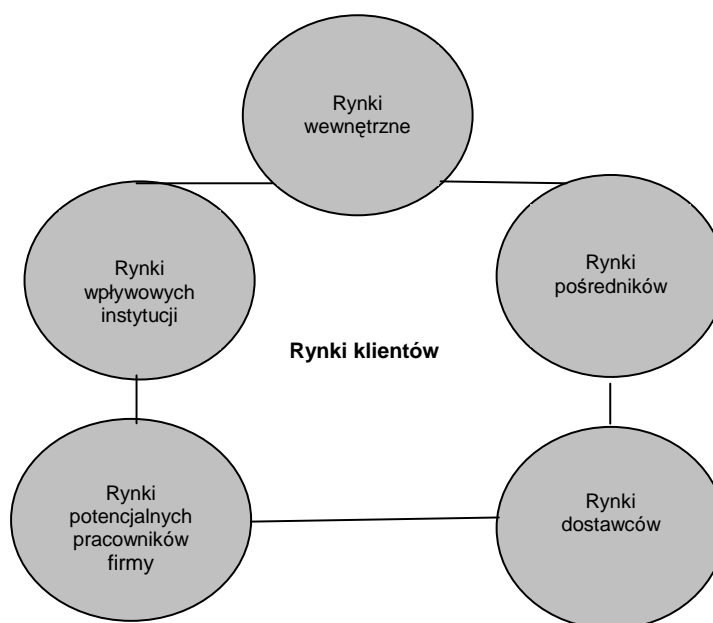 Rynki
wewnętrzne
Rynki
wpływowych
instytucji
Rynki
pośredników
Rynki klientów
Rynki
potencjalnych
pracowników
firmy
Rynki
dostawców